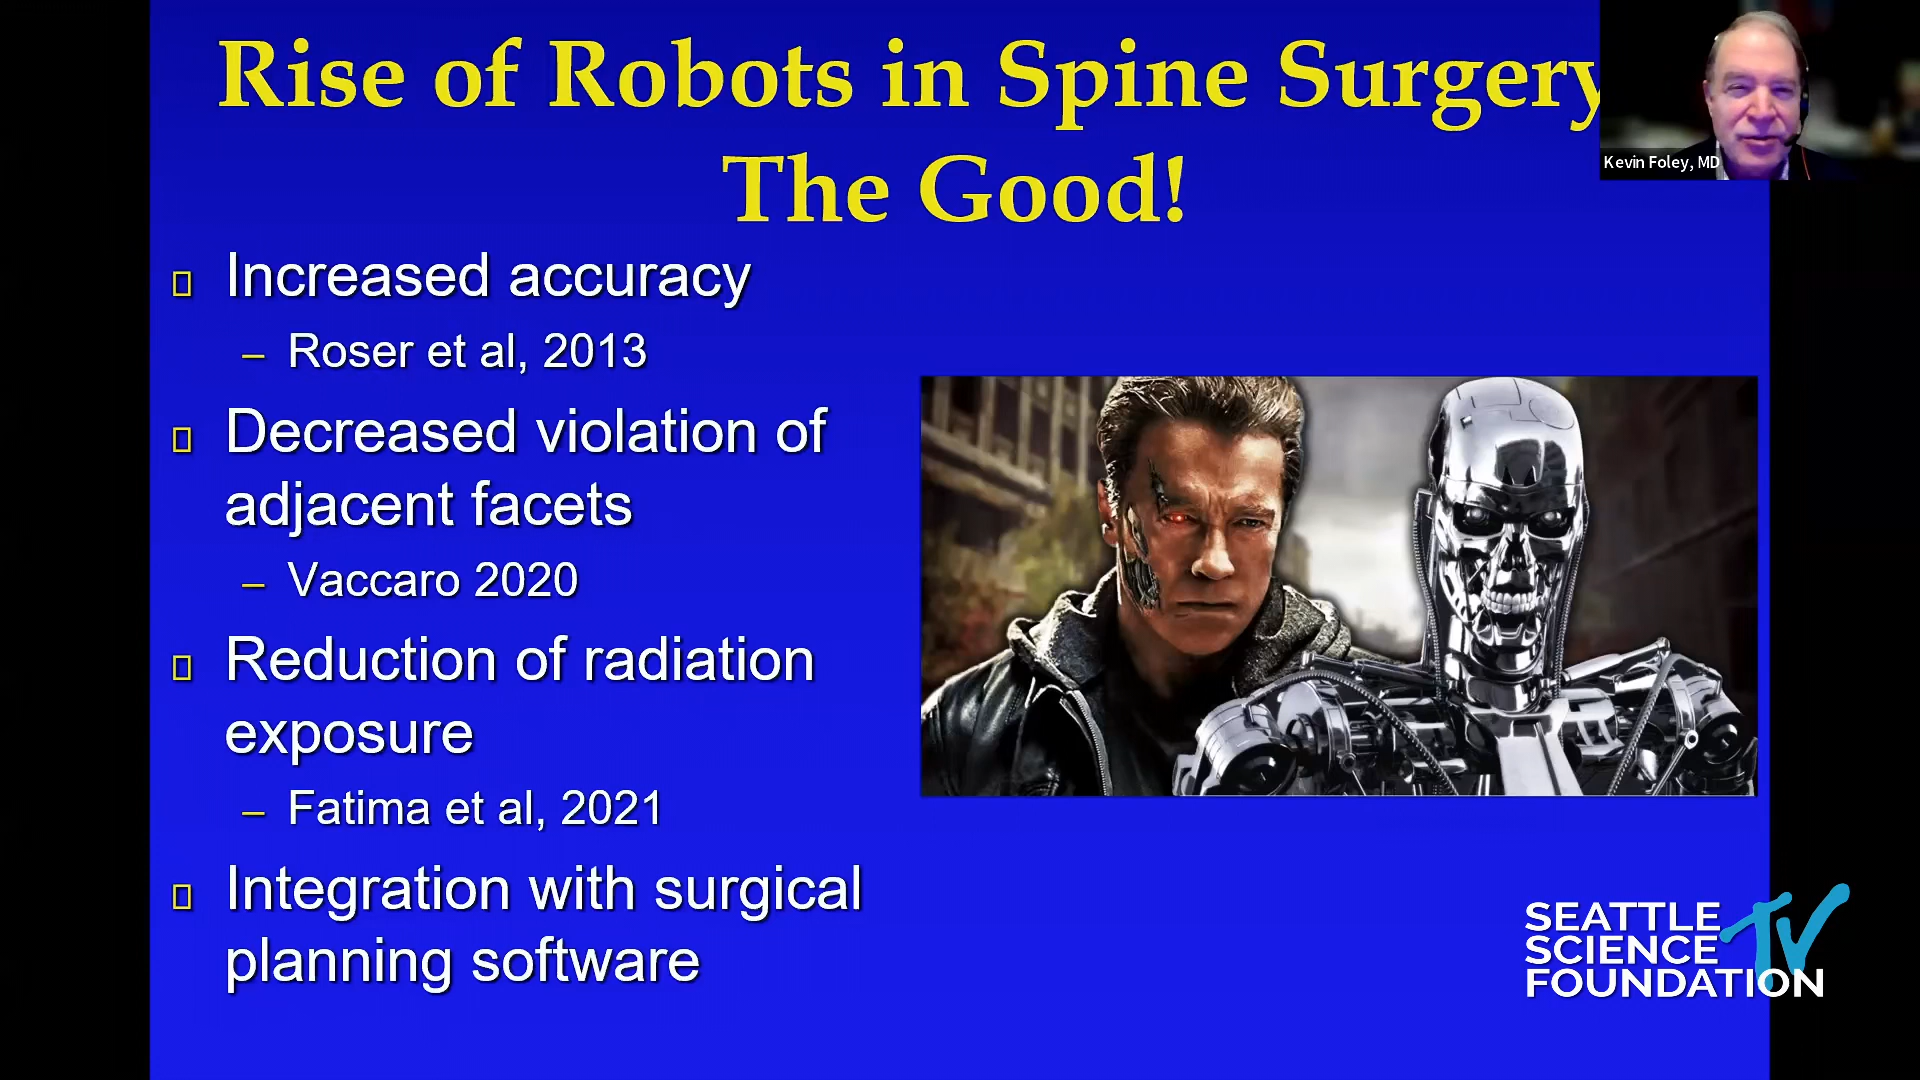 Rise of Robots in Spine Surgery
The Good!
Kevin Foley, MD
Increased accuracy
– Roser et al, 2013
Decreased violation of
adjacent facets
– Vaccaro 2020
Reduction of radiation
exposure
– Fatima et al, 2021
Integration with surgical
planning software
SEATTLE
SCIENCE TV
FOUNDATION